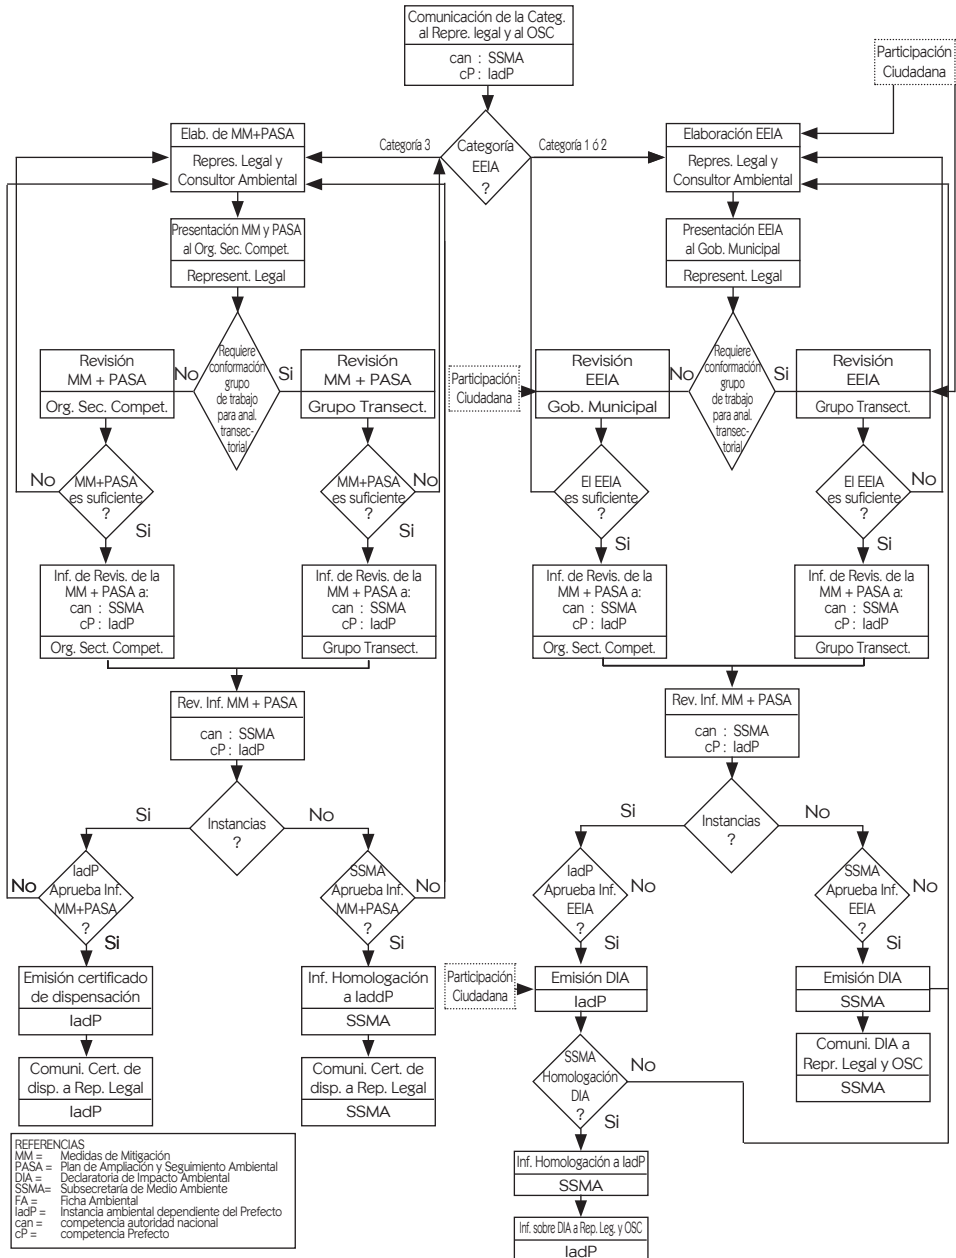 Comunicación de la Categ.
al Repre. legal y al OSC
can : SSMA
cP : IadP
Participación
Ciudadana
Categoría
EEIA
?
Categoría 3
Categoría 1 ó 2
Elab. de MM+PASA
Repres. Legal y
Consultor Ambiental
Presentación MM y PASA
al Org. Sec. Compet.
Represent. Legal
Requiere
conformación
grupo
de trabajo
para anal.
transec-
torial
No
Si
Revisión
MM + PASA
Org. Sec. Compet.
Revisión
MM + PASA
Grupo Transect.
No
MM+PASA
es suficiente
?
Si
MM+PASA
es suficiente
?
No
Si
Inf. de Revis. de la
MM + PASA a:
can : SSMA
cP : IadP
Org. Sect. Compet.
Inf. de Revis. de la
MM + PASA a:
can : SSMA
cP : IadP
Grupo Transect.
Rev. Inf. MM + PASA
can : SSMA
cP : IadP
Instancias
?
Si
No
No
IadP
Aprueba Inf.
MM+PASA
?
Si
SSMA
Aprueba Inf.
MM+PASA
?
No
Si
Emisión certificado
de dispensación
IadP
Inf. Homologación
a IaddP
SSMA
Comuni. Cert. de
disp. a Rep. Legal
IadP
Comuni. Cert. de
disp. a Rep. Legal
SSMA
Elaboración EEIA
Repres. Legal y
Consultor Ambiental
Presentación EEIA
al Gob. Municipal
Represent. Legal
Requiere
conformación
grupo
de trabajo
para anal.
transec-
torial
No
Si
Participación
Ciudadana
Revisión
EEIA
Gob. Municipal
Revisión
EEIA
Grupo Transect.
El EEIA
es suficiente
?
Si
El EEIA
es suficiente
?
No
Si
Inf. de Revis. de la
MM + PASA a:
can : SSMA
cP : IadP
Org. Sect. Compet.
Inf. de Revis. de la
MM + PASA a:
can : SSMA
cP : IadP
Grupo Transect.
Rev. Inf. MM + PASA
can : SSMA
cP : IadP
Instancias
?
Si
No
IadP
Aprueba Inf.
EEIA
?
No
Si
SSMA
Aprueba Inf.
EEIA
?
No
Si
Participación
Ciudadana
Emisión DIA
IadP
Emisión DIA
SSMA
SSMA
Homologación
DIA
?
No
Si
Comuni. DIA a
Repr. Legal y OSC
SSMA
Inf. Homologación a IadP
SSMA
Inf. sobre DIA a Rep. Leg. y OSC
IadP
REFERENCIAS
MM = Medidas de Mitigación
PASA = Plan de Ampliación y Seguimiento Ambiental
DIA = Declaratoria de Impacto Ambiental
SSMA= Subsecretaría de Medio Ambiente
FA = Ficha Ambiental
IadP = Instancia ambiental dependiente del Prefecto
can = competencia autoridad nacional
cP = competencia Prefecto